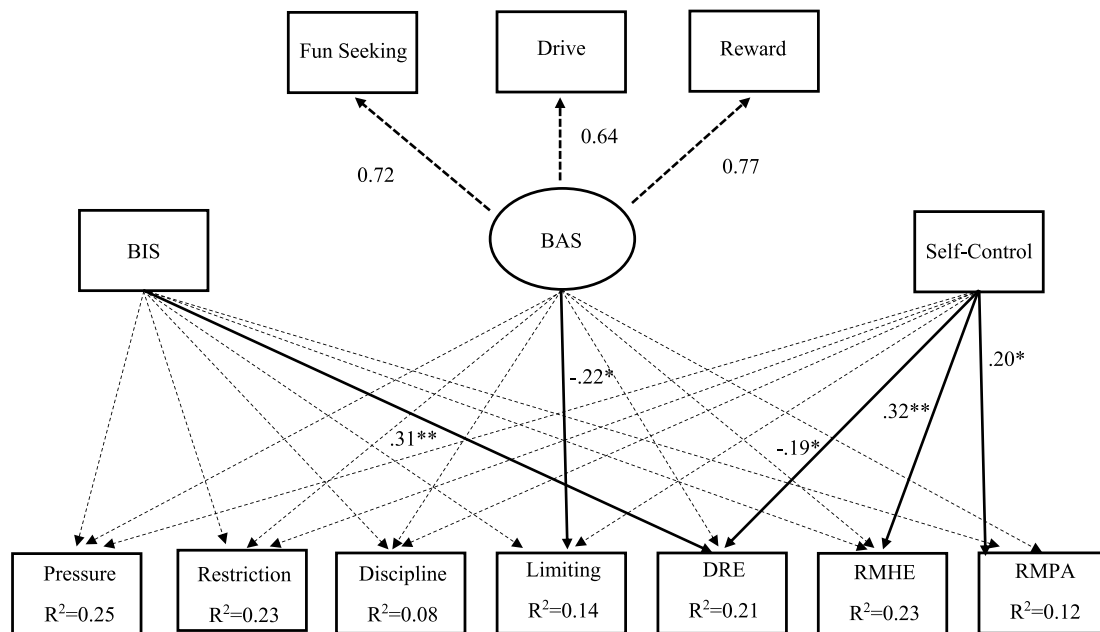 Fun Seeking
Drive
Reward
0.72
0.64
0.77
BIS
BAS
Self-Control
.31**
-.22*
-.19*
.32**
.20*
Pressure
R²=0.25
Restriction
R²=0.23
Discipline
R²=0.08
Limiting
R²=0.14
DRE
R²=0.21
RMHE
R²=0.23
RMPA
R²=0.12